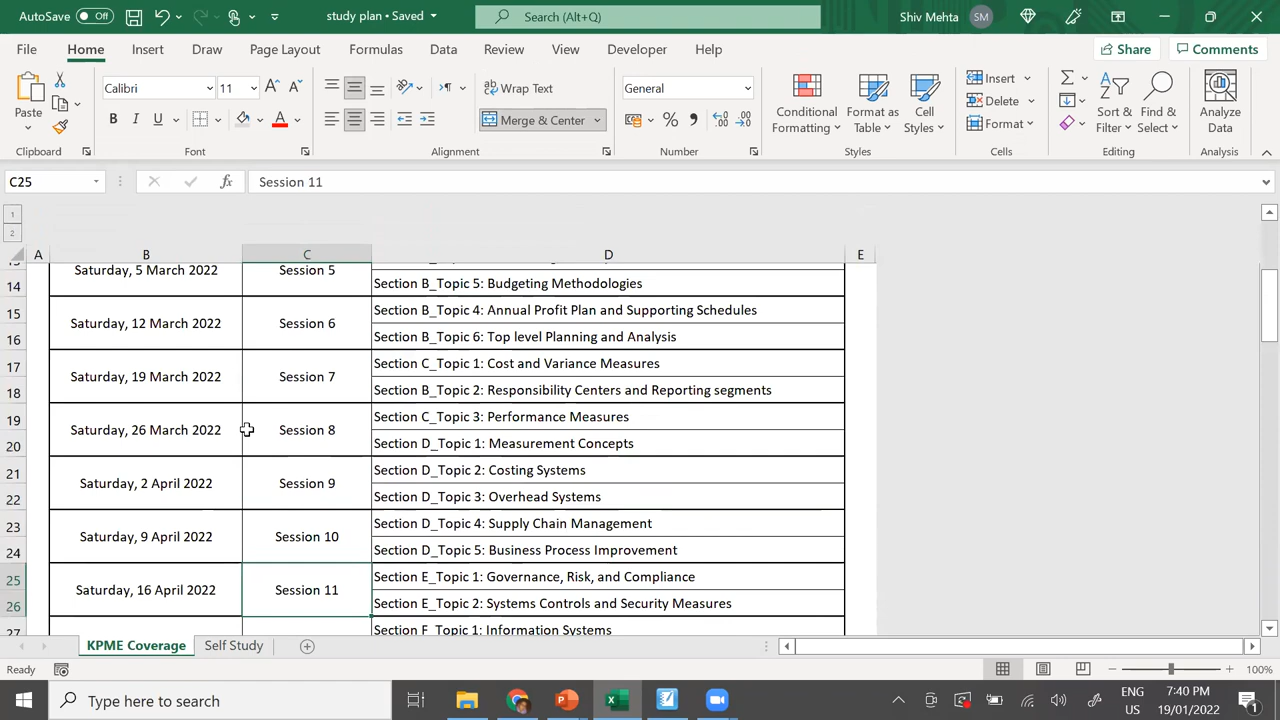 AutoSave Off study plan • Saved Search (Alt+Q) Shiv Mehta SM
File Home Insert Draw Page Layout Formulas Data Review View Developer Help Share Comments
Calibri 11 Wrap Text General Insert
Paste Merge & Center Conditional Formatting Format as Table Cell Styles Delete Sort & Filter Find & Select Analyze Data
Format
Clipboard Font Alignment Number Styles Cells Editing Analysis
C25 fx Session 11
1
2
A B C D E
Saturday, 5 March 2022 Session 5
14 Section B_Topic 5: Budgeting Methodologies
15 Saturday, 12 March 2022 Session 6 Section B_Topic 4: Annual Profit Plan and Supporting Schedules
16 Section B_Topic 6: Top level Planning and Analysis
17 Saturday, 19 March 2022 Session 7 Section C_Topic 1: Cost and Variance Measures
18 Section B_Topic 2: Responsibility Centers and Reporting segments
19 Saturday, 26 March 2022 Session 8 Section C_Topic 3: Performance Measures
20 Section D_Topic 1: Measurement Concepts
21 Saturday, 2 April 2022 Session 9 Section D_Topic 2: Costing Systems
22 Section D_Topic 3: Overhead Systems
23 Saturday, 9 April 2022 Session 10 Section D_Topic 4: Supply Chain Management
24 Section D_Topic 5: Business Process Improvement
25 Saturday, 16 April 2022 Session 11 Section E_Topic 1: Governance, Risk, and Compliance
26 Section E_Topic 2: Systems Controls and Security Measures
27 Section F_Topic 1: Information Systems
KPME Coverage Self Study
Ready 100%
Type here to search ENG 7:40 PM
US 19/01/2022 1